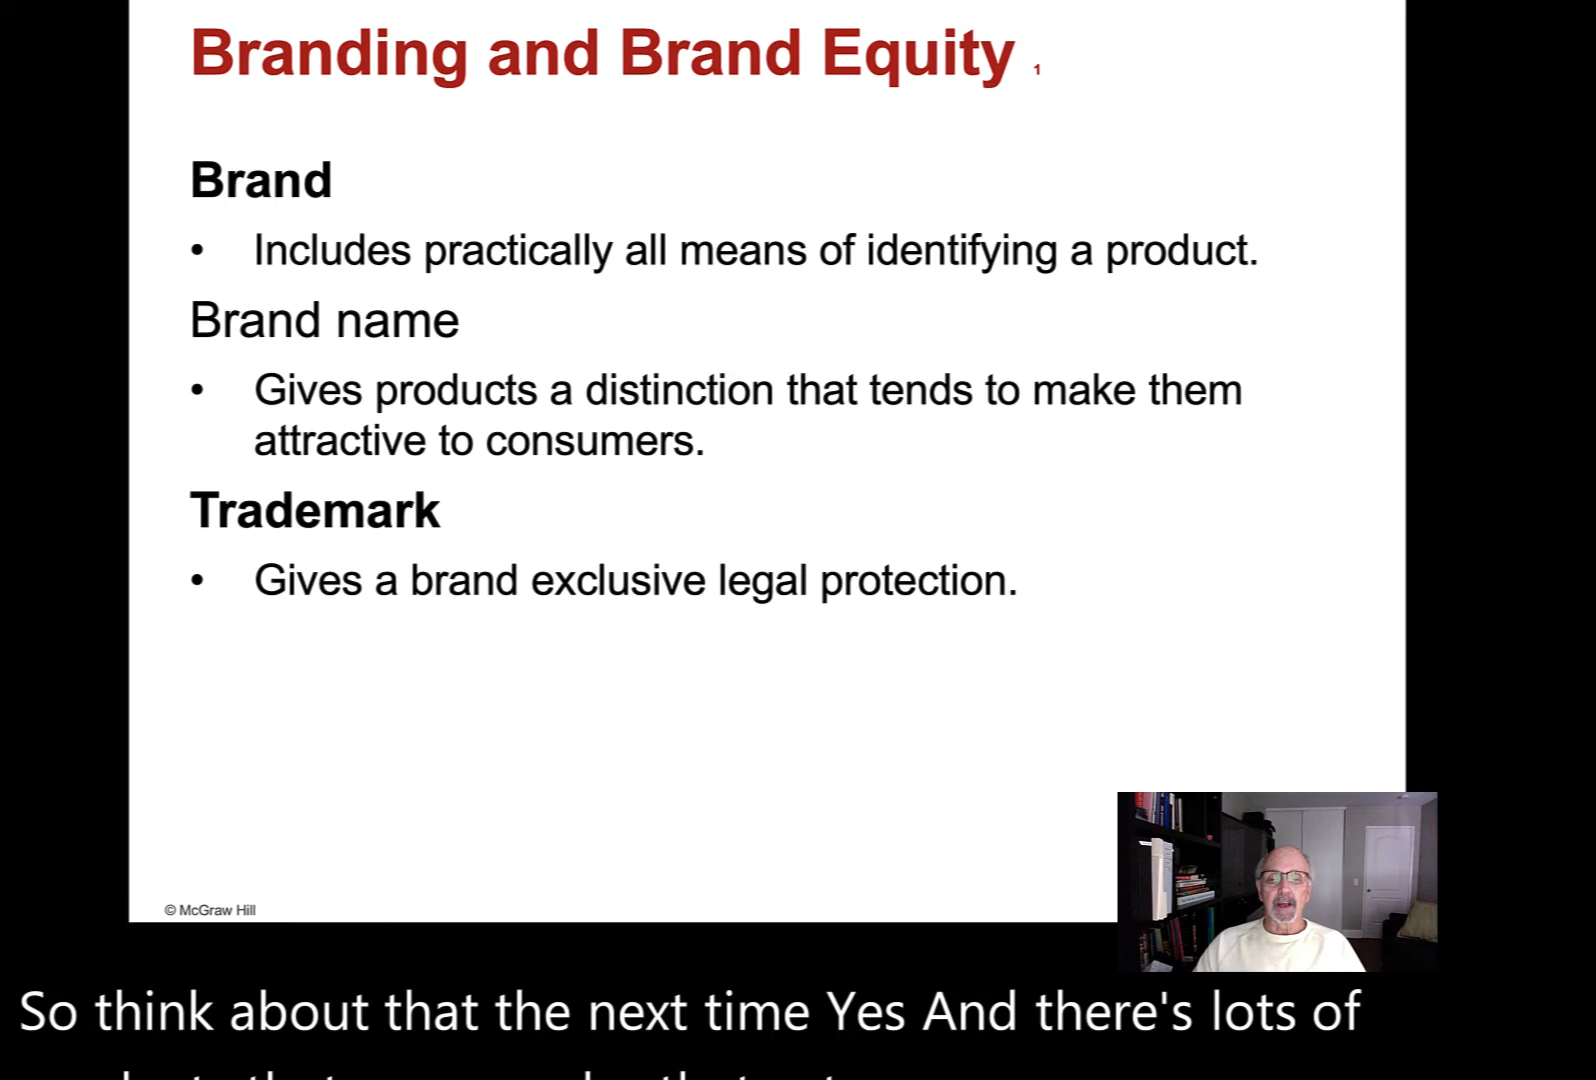 Branding and Brand Equity 1
Brand
• Includes practically all means of identifying a product.
Brand name
• Gives products a distinction that tends to make them
attractive to consumers.
Trademark
• Gives a brand exclusive legal protection.
© McGraw Hill
So think about that the next time Yes And there's lots of